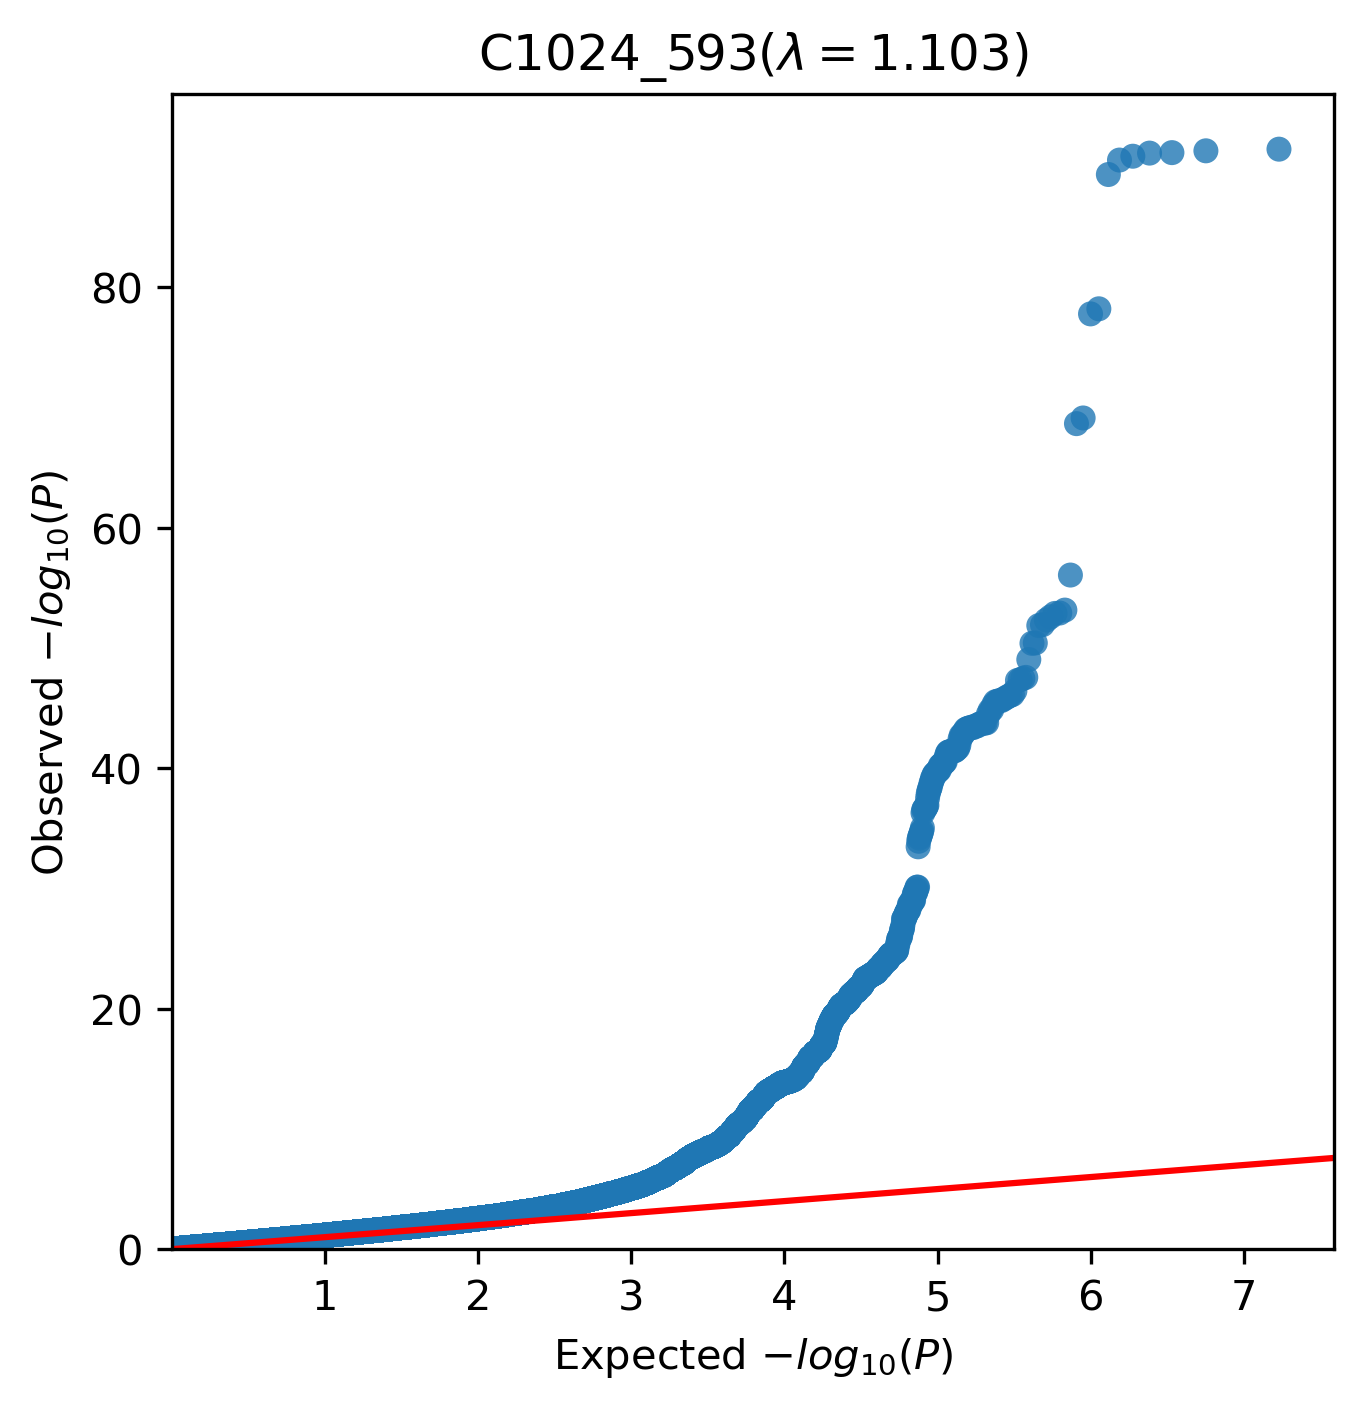 C1024_593(λ = 1.103)
Observed −log10(P)
80
60
40
20
0
1 2 3 4 5 6 7
Expected −log10(P)